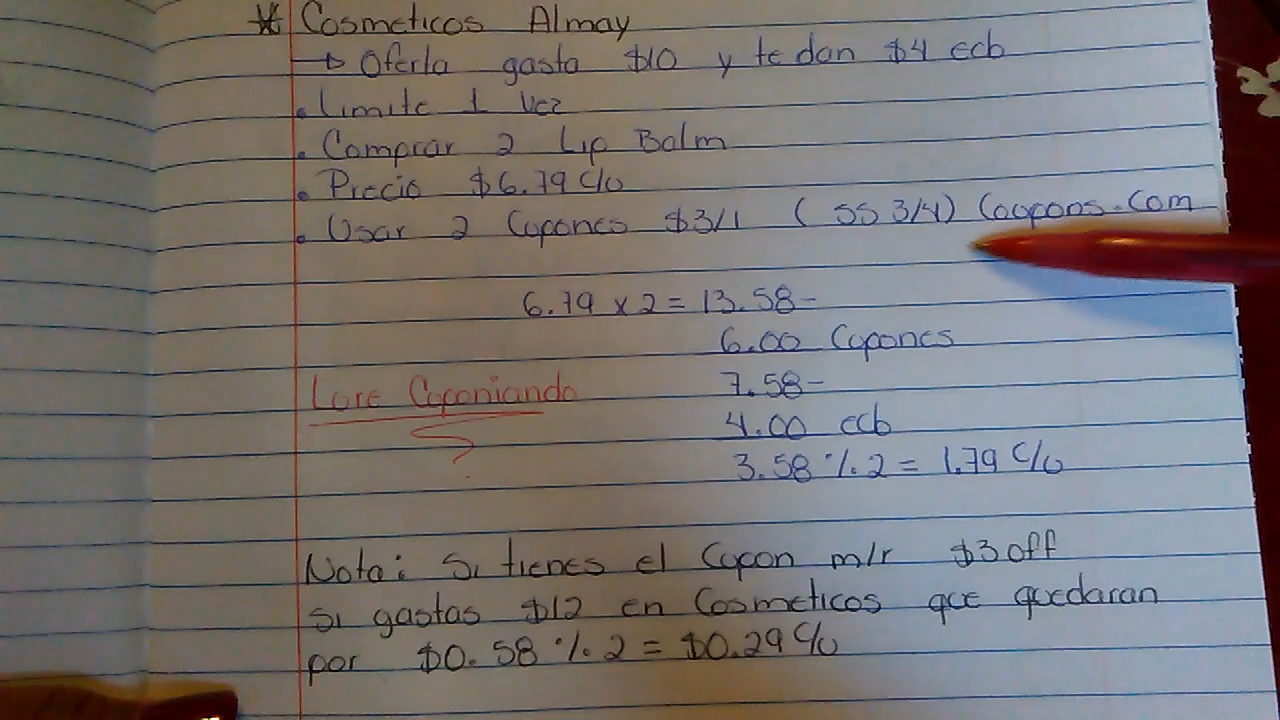 * Cosmeticos Almay
→ Oferta gasta $10 y te dan $4 ecb
• Limite 1 vez
• Comprar 2 Lip Balm
• Precio $6.79 c/u
• Usar 2 Cupones $3/1 (SS 3/4) Coupons.com
6.79 x 2 = 13.58-
6.00 Cupones
Lore Cuponiando
7.58-
4.00 ecb
3.58 % 2 = 1.79 c/u
Nota: Si tienes el Cupon m/r $3 off
si gastas $12 en Cosmeticos que quedaran
por $0.58 % 2 = $0.29 c/u